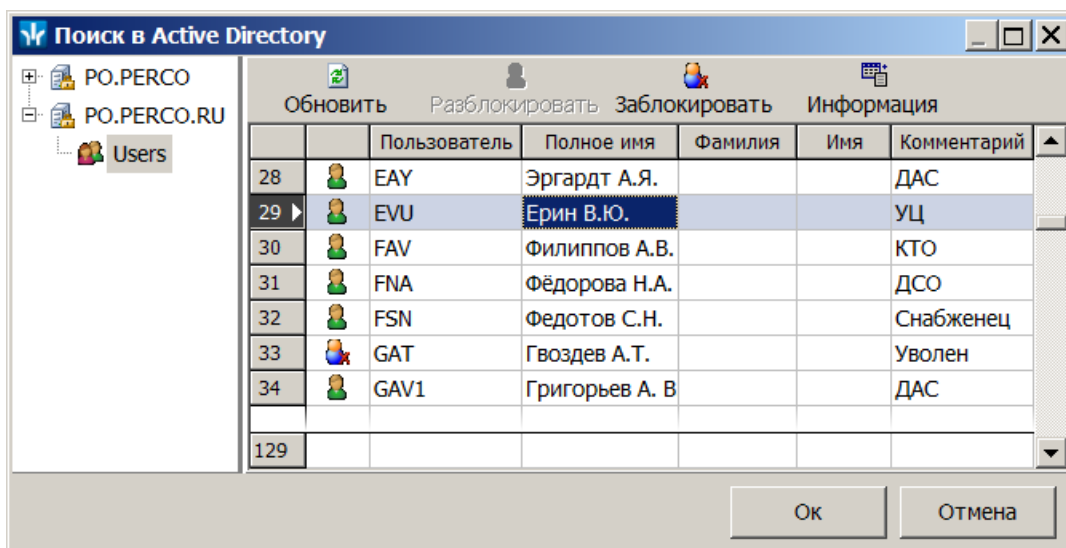 Поиск в Active Directory
PO.PERCO
PO.PERCO.RU
Users
Обновить Разблокировать Заблокировать Информация
Пользователь Полное имя Фамилия Имя Комментарий
28 EAY Эргардт А.Я. ДАС
29 EVU Ерин В.Ю. УЦ
30 FAV Филиппов А.В. КТО
31 FNA Фёдорова Н.А. ДСО
32 FSN Федотов С.Н. Снабженец
33 GAT Гвоздев А.Т. Уволен
34 GAV1 Григорьев А. В ДАС
129
Ок Отмена